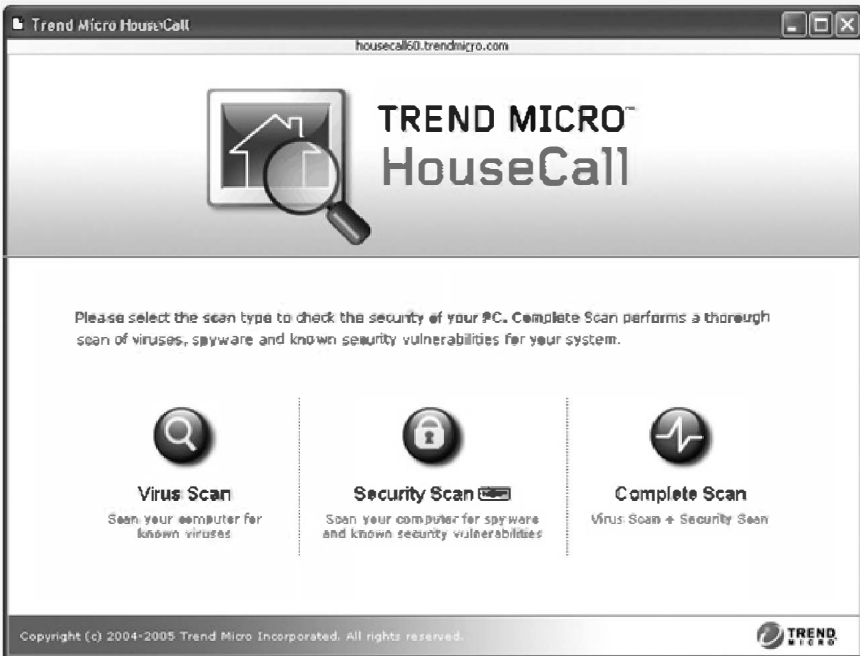 Trend Micro HouseCall
housecall60.trendmicro.com
TREND MICRO™
HouseCall
Please select the scan type to check the security of your PC. Complete Scan performs a thorough
scan of viruses, spyware and known security vulnerabilities for your system.
Virus Scan
Scan your computer for
known viruses
Security Scan
Scan your computer for spyware
and known security vulnerabilities
Complete Scan
Virus Scan + Security Scan
Copyright (c) 2004-2005 Trend Micro Incorporated. All rights reserved.
TREND
MICRO